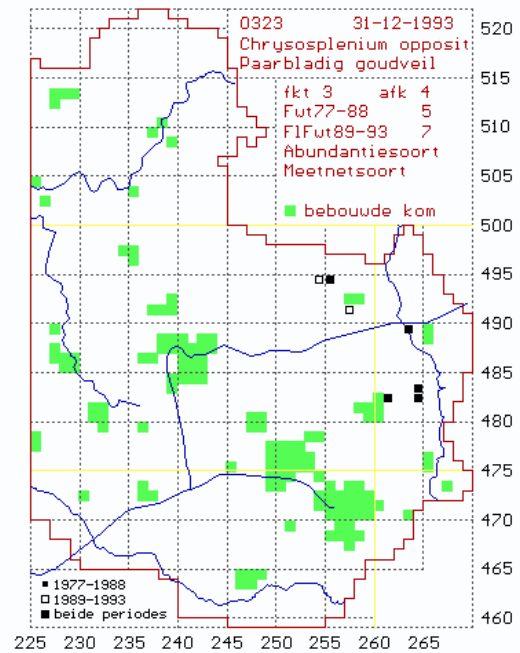 0323 31-12-1993
Chrysosplenium opposit
Paarbladig goudveil
fkt 3 afk 4
Fut77-88 5
FlFut89-93 7
Abundantiesoort
Meetnetsoort
bebouwde kom
520
515
510
505
500
495
490
485
480
475
470
465
460
1977-1988
1989-1993
beide periodes
225 230 235 240 245 250 255 260 265